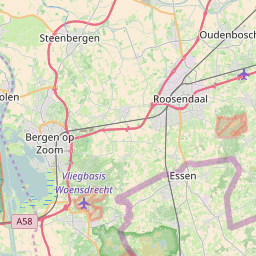 Steenbergen
Oudenbosch
olen
Roosendaal
Bergen op
Zoom
Vliegbasis
Woensdrecht
Essen
A58